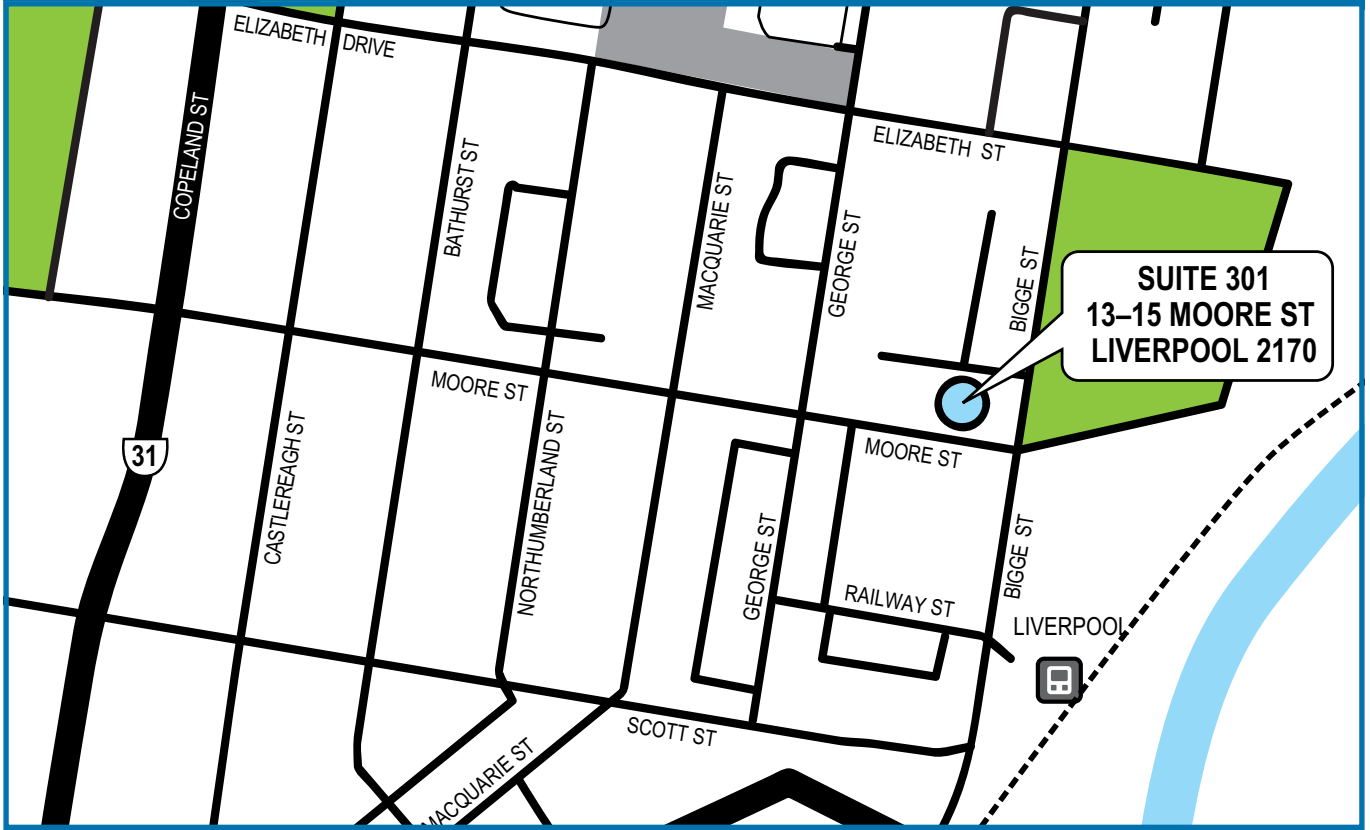 ELIZABETH DRIVE
COPELAND ST
BATHURST ST
MACQUARIE ST
GEORGE ST
ELIZABETH ST
BIGGE ST
SUITE 301
13–15 MOORE ST
LIVERPOOL 2170
MOORE ST
MOORE ST
31
CASTLEREAGH ST
NORTHUMBERLAND ST
GEORGE ST
BIGGE ST
RAILWAY ST
LIVERPOOL
SCOTT ST
MACQUARIE ST